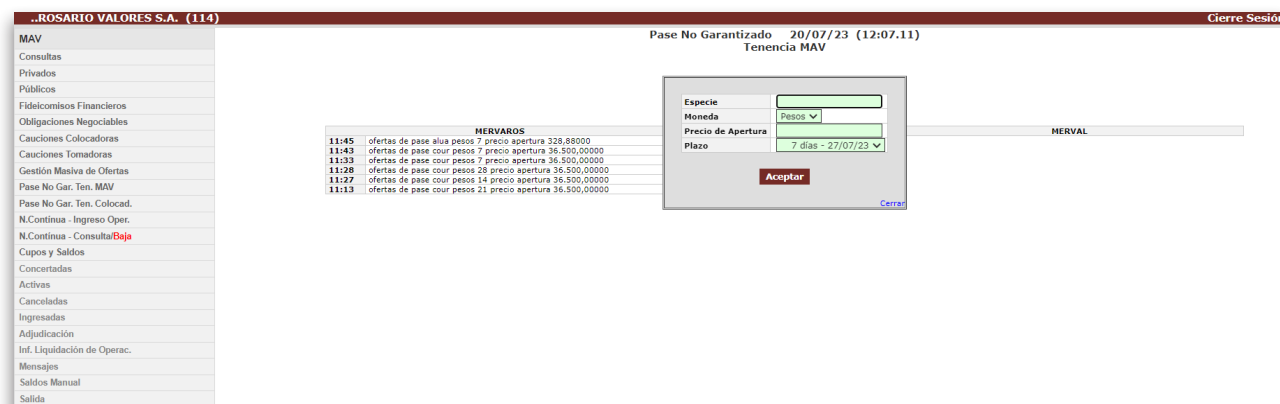 ..ROSARIO VALORES S.A. (114)
Cierre Sesión
MAV
Consultas
Privados
Públicos
Fideicomisos Financieros
Obligaciones Negociables
Cauciones Colocadoras
Cauciones Tomadoras
Gestión Masiva de Ofertas
Pase No Gar. Ten. MAV
Pase No Gar. Ten. Colocad.
N.Contínua - Ingreso Oper.
N.Contínua - Consulta/Baja
Cupos y Saldos
Concertadas
Activas
Canceladas
Ingresadas
Adjudicación
Inf. Liquidación de Operac.
Mensajes
Saldos Manual
Salida
Pase No Garantizado 20/07/23 (12:07.11)
Tenencia MAV
MERVAROS
11:45 ofertas de pase alua pesos 7 precio apertura 328,88000
11:43 ofertas de pase cour pesos 7 precio apertura 36.500,00000
11:33 ofertas de pase cour pesos 7 precio apertura 36.500,00000
11:28 ofertas de pase cour pesos 28 precio apertura 36.500,00000
11:27 ofertas de pase cour pesos 14 precio apertura 36.500,00000
11:13 ofertas de pase cour pesos 21 precio apertura 36.500,00000
Especie
Moneda Pesos
Precio de Apertura
Plazo 7 días - 27/07/23
Aceptar
Cerrar
MERVAL